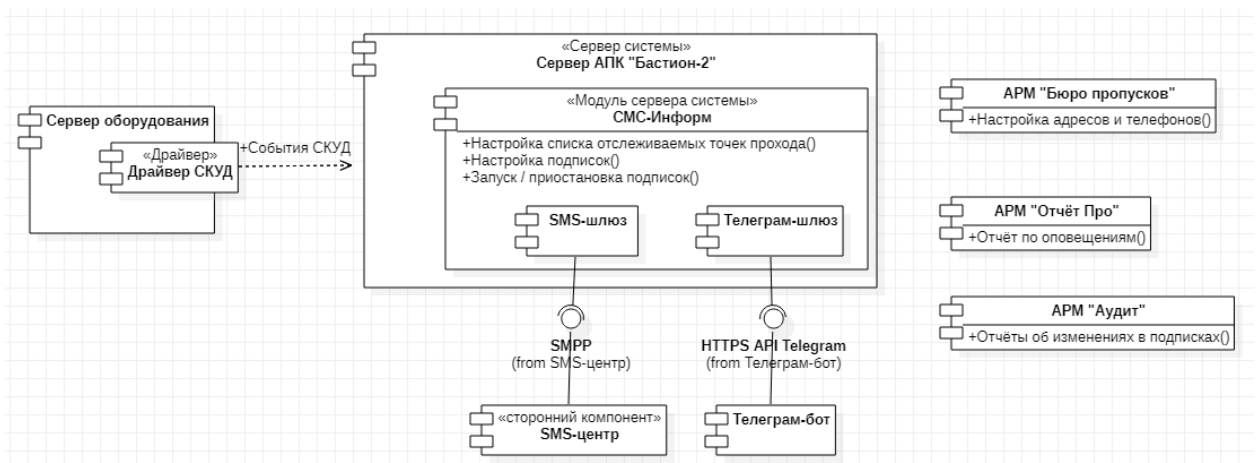 «Сервер системы»
Сервер АПК "Бастион-2"
«Модуль сервера системы»
СМС-Информ
+Настройка списка отслеживаемых точек прохода()
+Настройка подписок()
+Запуск / приостановка подписок()
SMS-шлюз
Телеграм-шлюз
Сервер оборудования
«Драйвер»
Драйвер СКУД
+События СКУД
АРМ "Бюро пропусков"
+Настройка адресов и телефонов()
АРМ "Отчёт Про"
+Отчёт по оповещениям()
АРМ "Аудит"
+Отчёты об изменениях в подписках()
SMPP
(from SMS-центр)
HTTPS API Telegram
(from Телеграм-бот)
«сторонний компонент»
SMS-центр
Телеграм-бот